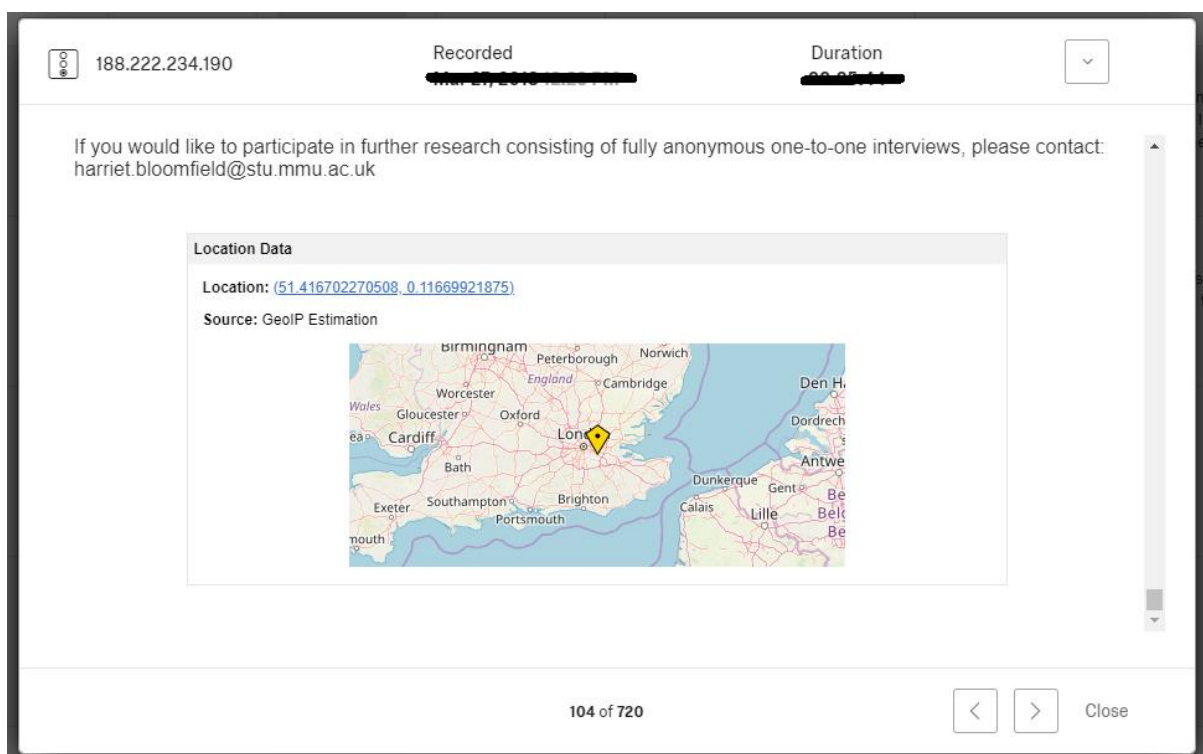 188.222.234.190
Recorded
Duration
If you would like to participate in further research consisting of fully anonymous one-to-one interviews, please contact:
harriet.bloomfield@stu.mmu.ac.uk
Location Data
Location: (51.416702270508, 0.11669921875)
Source: GeoIP Estimation
Birmingham
Peterborough
Norwich
England
Cambridge
Worcester
Wales
Gloucester
Oxford
Cardiff
Bath
Southampton
Brighton
Exeter
Portsmouth
Dunkerque
Calais
Gent
Lille
104 of 720
Close